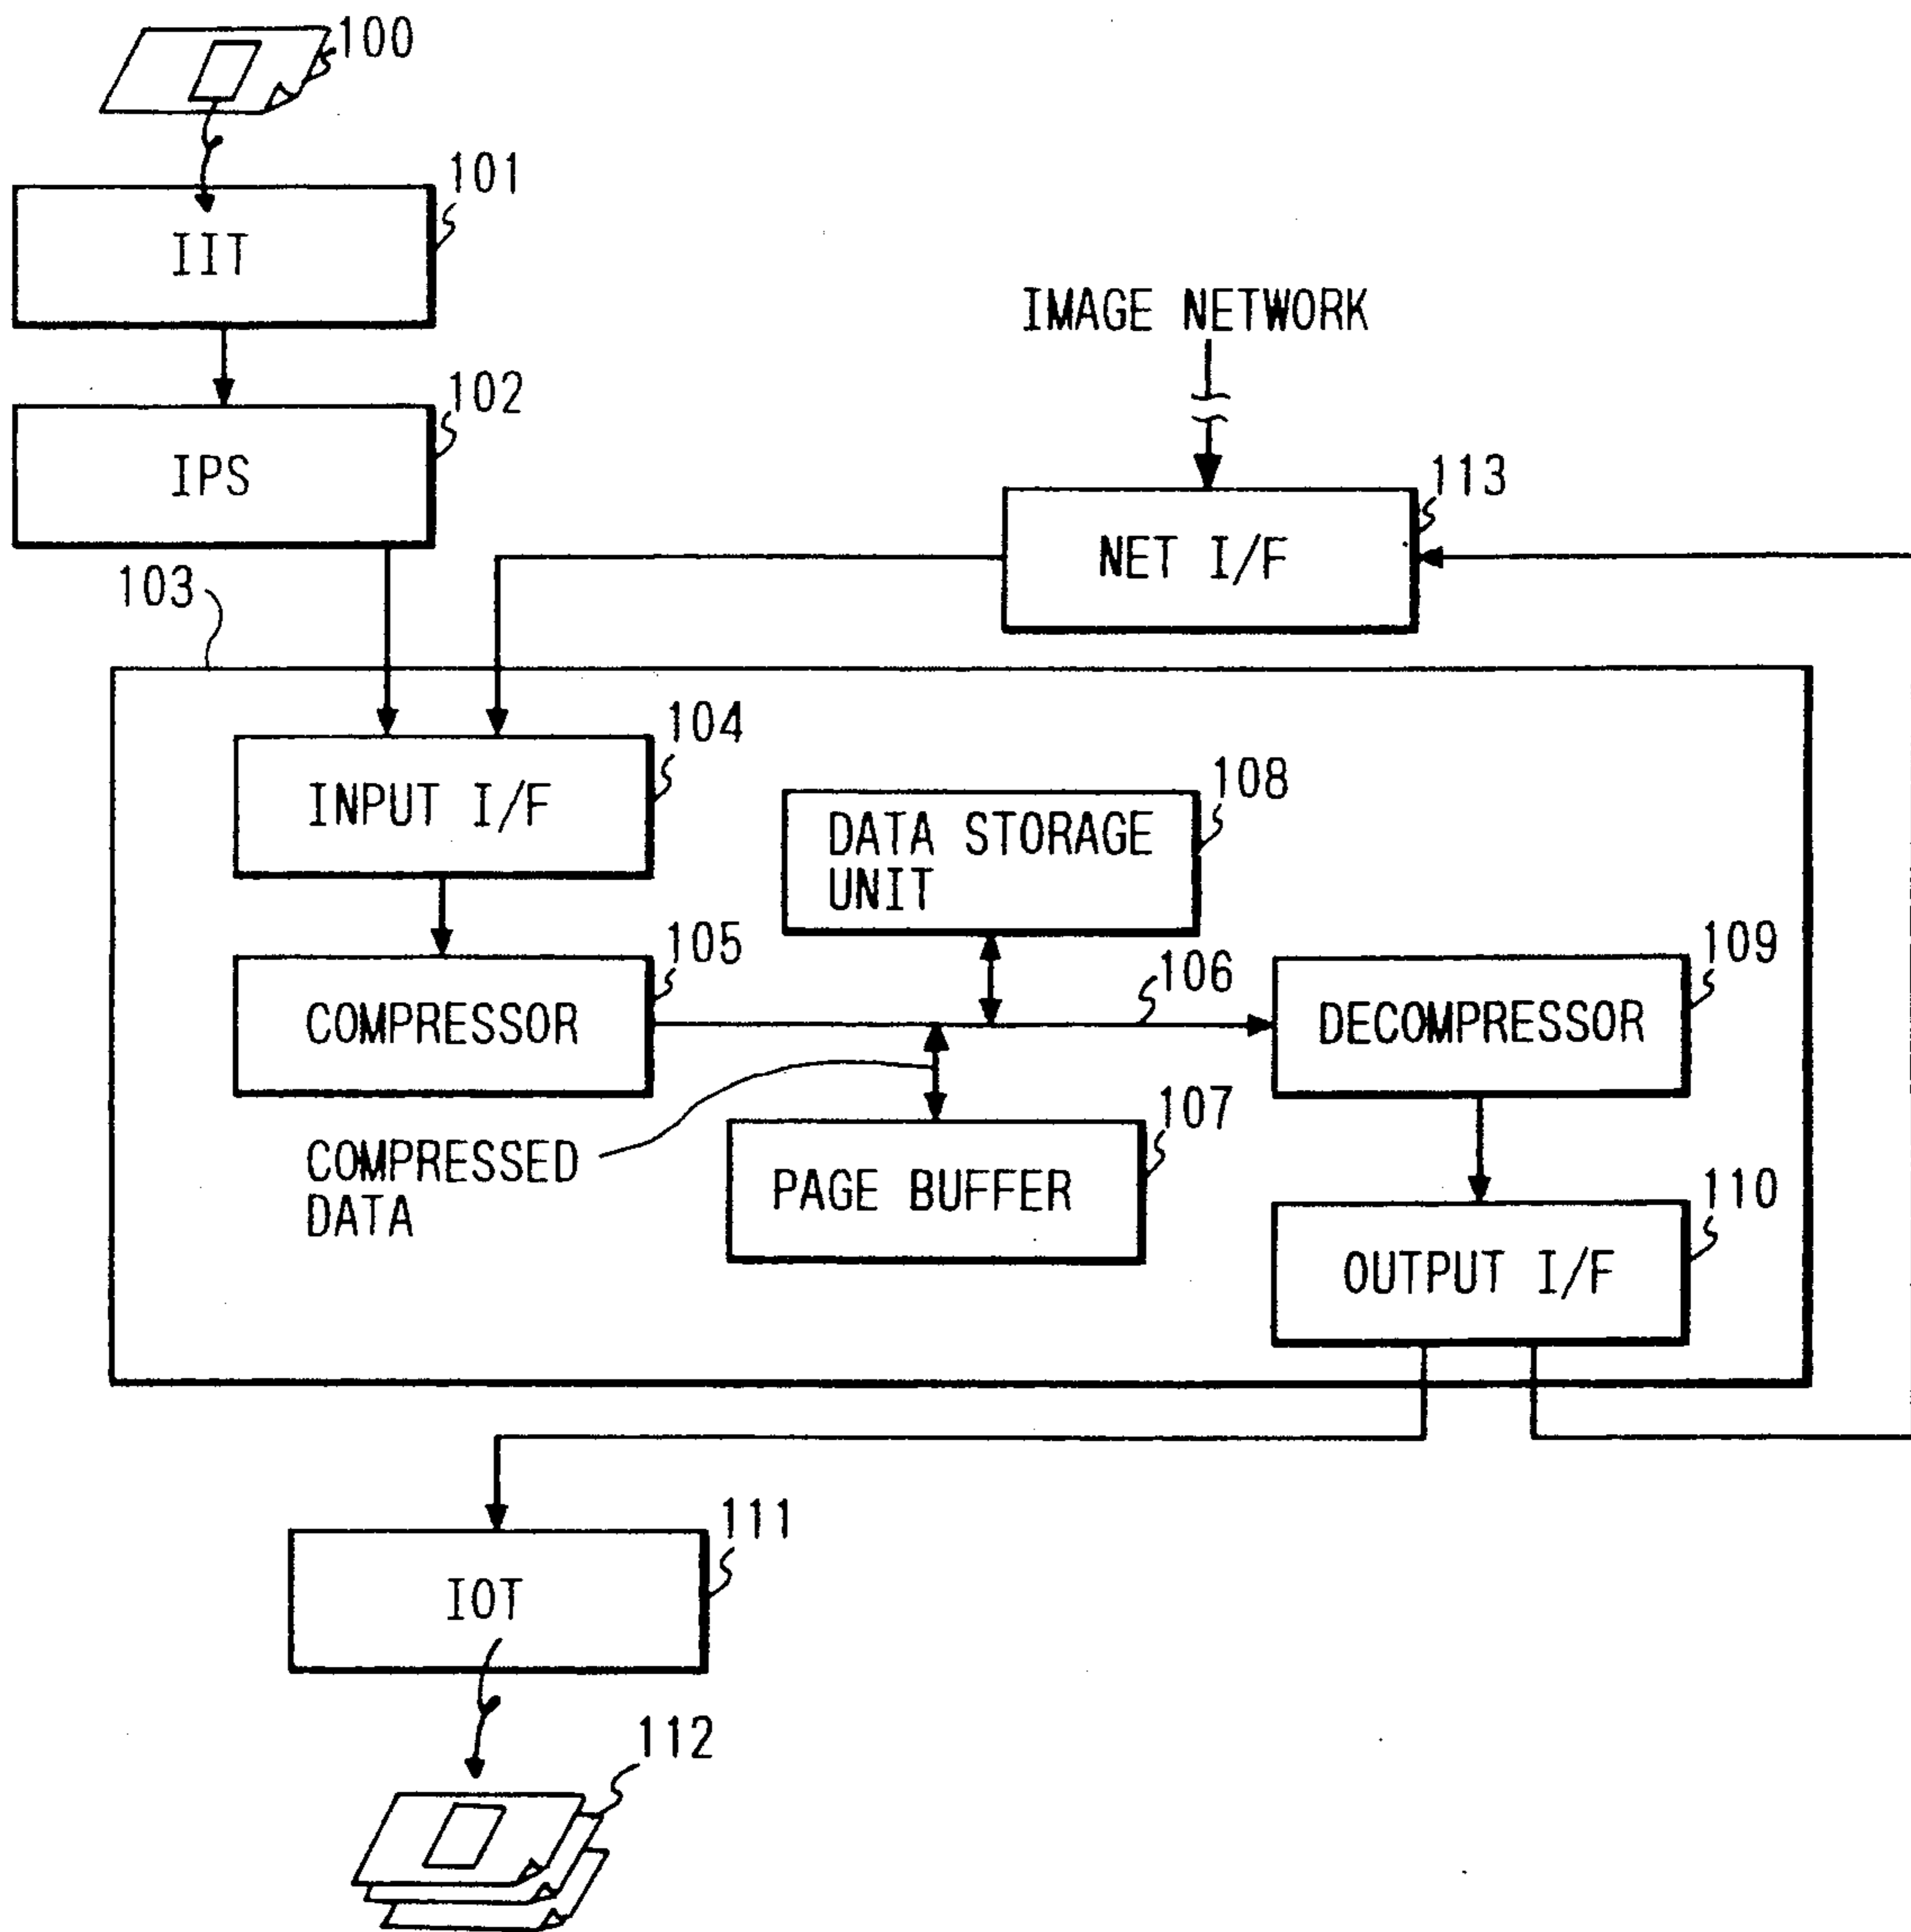 100
101
IIT
102
IPS
IMAGE NETWORK
113
NET I/F
103
104
INPUT I/F
108
DATA STORAGE
UNIT
105
COMPRESSOR
106
109
DECOMPRESSOR
COMPRESSED
DATA
107
PAGE BUFFER
110
OUTPUT I/F
111
IOT
112